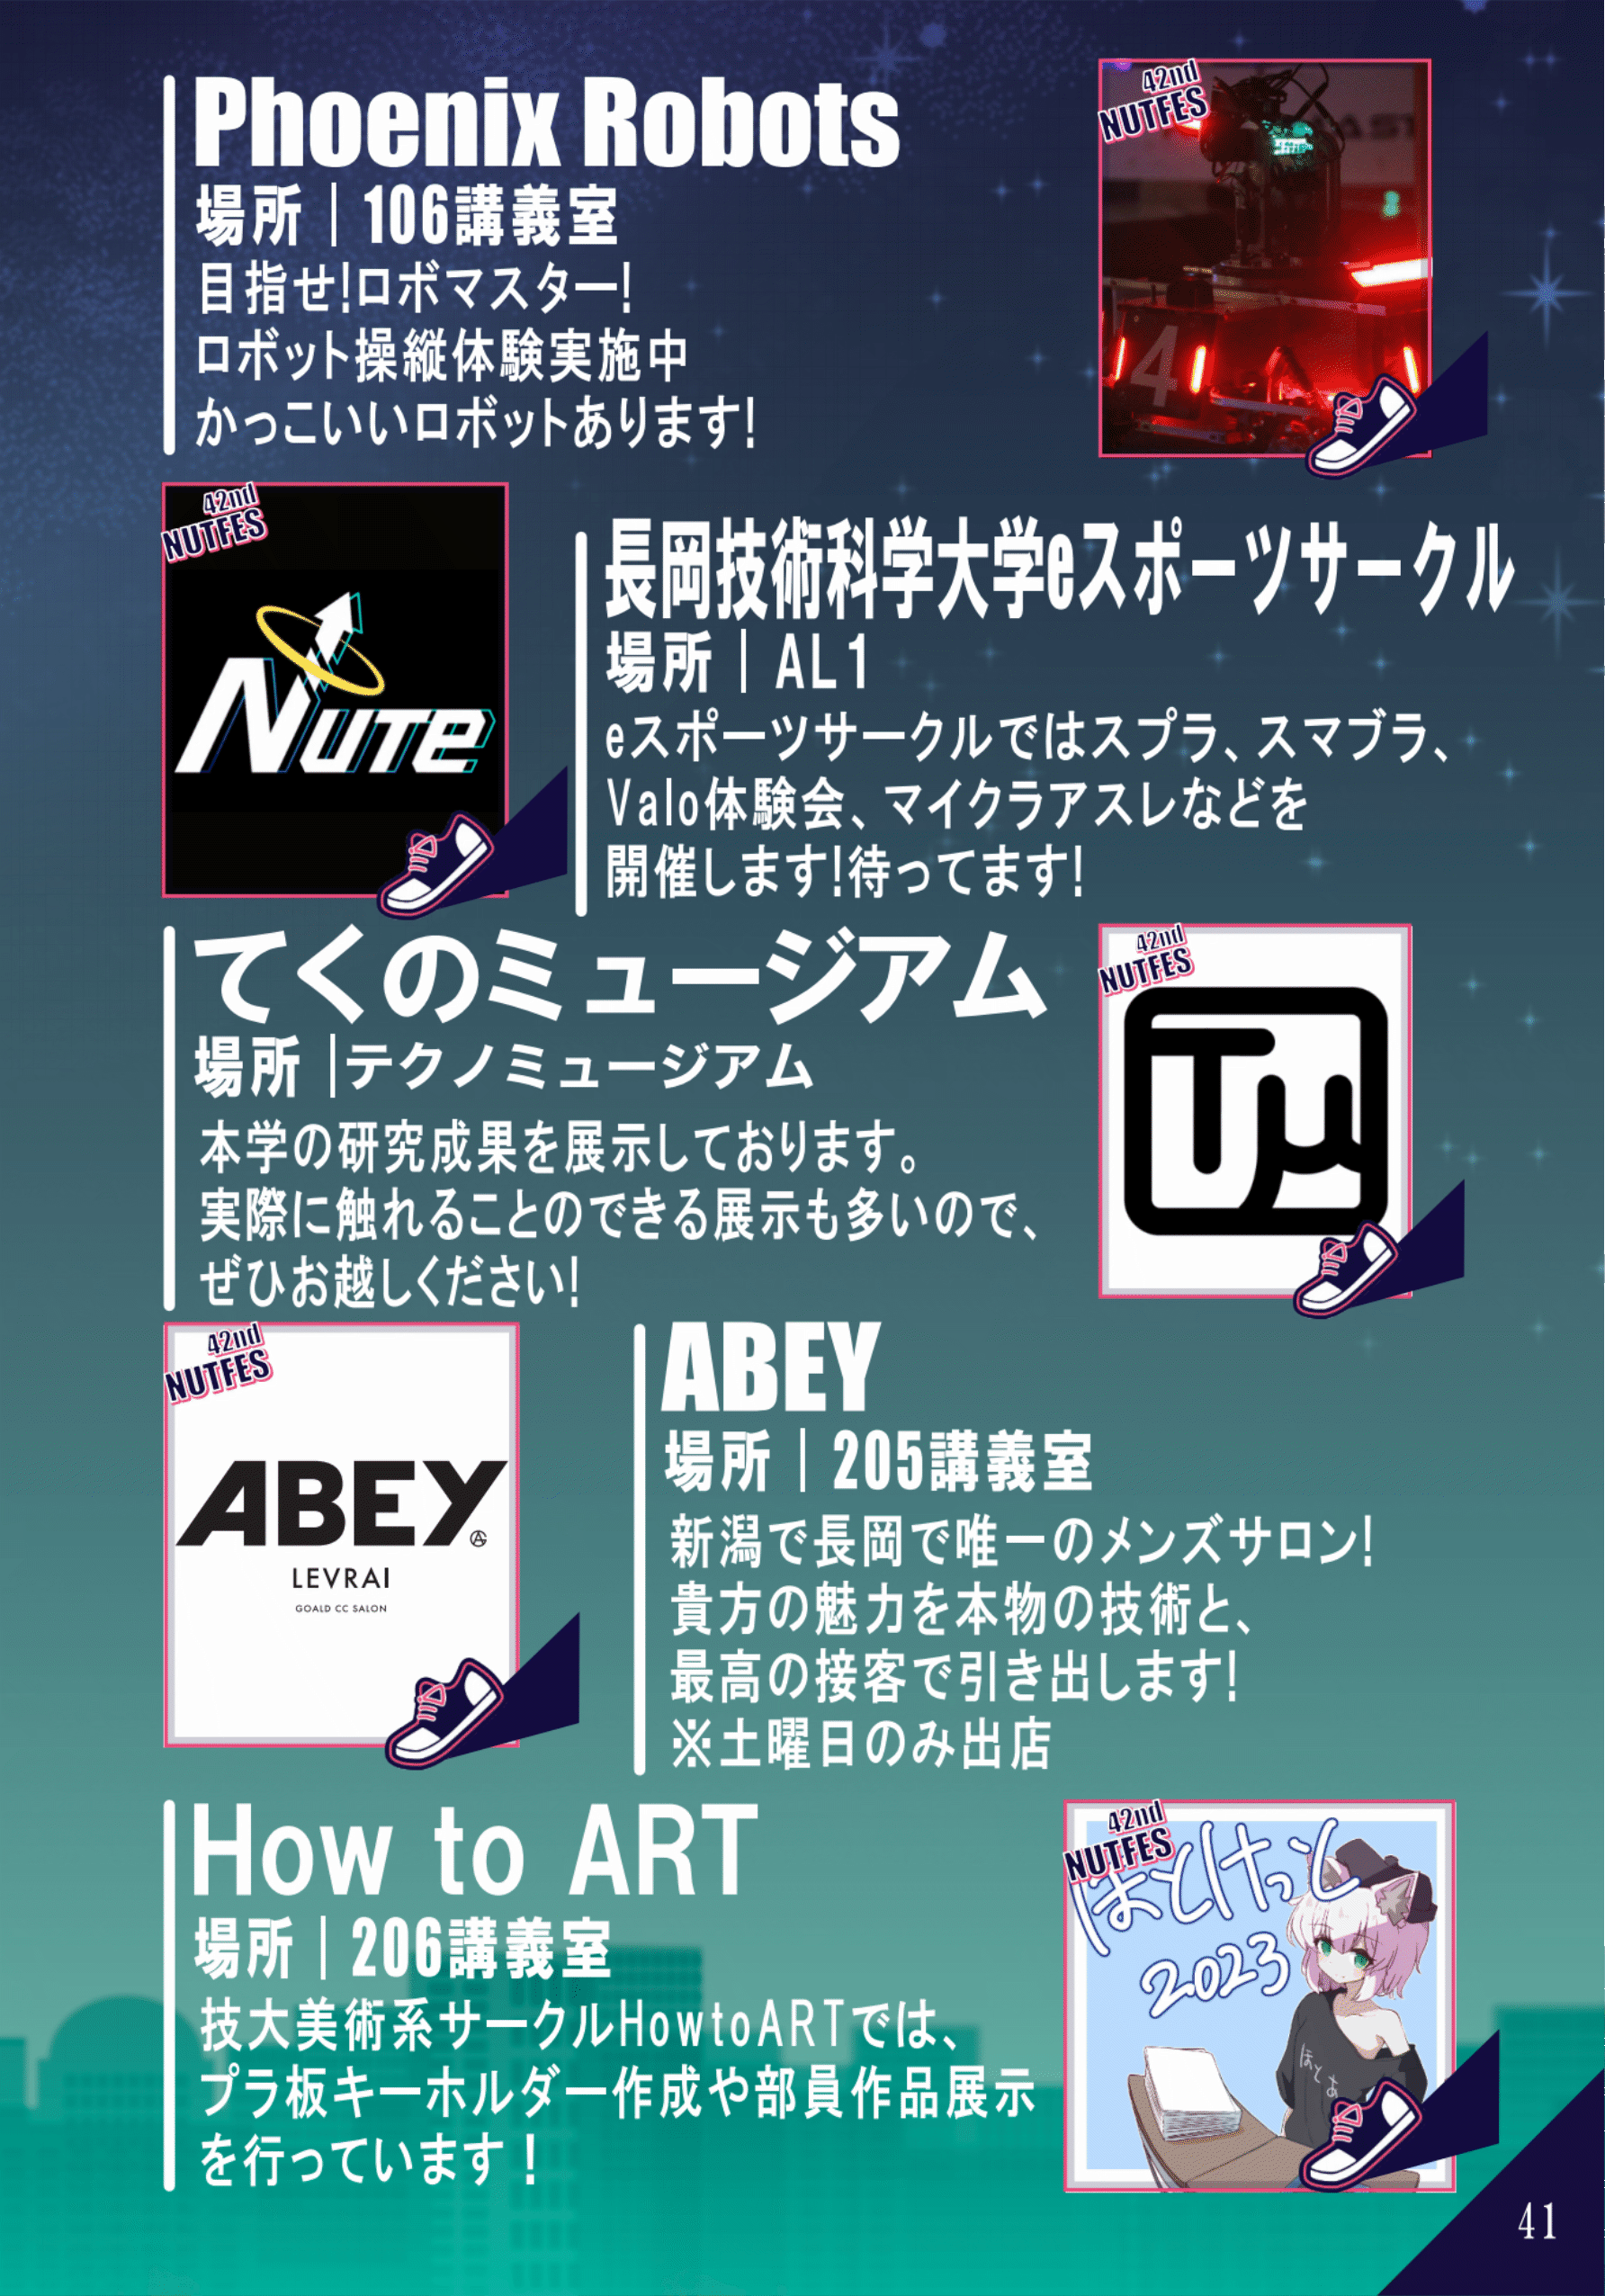 Phoenix Robots
場所｜106講義室
目指せ!ロボマスター!
ロボット操縦体験実施中
かっこいいロボットあります!
42nd
NUTFES
4
42nd
NUTFES
NUTe
長岡技術科学大学eスポーツサークル
場所｜AL1
eスポーツサークルではスプラ、スマブラ、
Valo体験会、マイクラアスレなどを
開催します!待ってます!
てくのミュージアム
場所｜テクノミュージアム
本学の研究成果を展示しております。
実際に触れることのできる展示も多いので、
ぜひお越しください!
42nd
NUTFES
42nd
NUTFES
ABEY
LEVRAI
GOALD CC SALON
ABEY
場所｜205講義室
新潟で長岡で唯一のメンズサロン!
貴方の魅力を本物の技術と、
最高の接客で引き出します!
※土曜日のみ出店
How to ART
場所｜206講義室
技大美術系サークルHowtoARTでは、
プラ板キーホルダー作成や部員作品展示
を行っています！
42nd
NUTFES
はとけっと
2023
はとあ
41